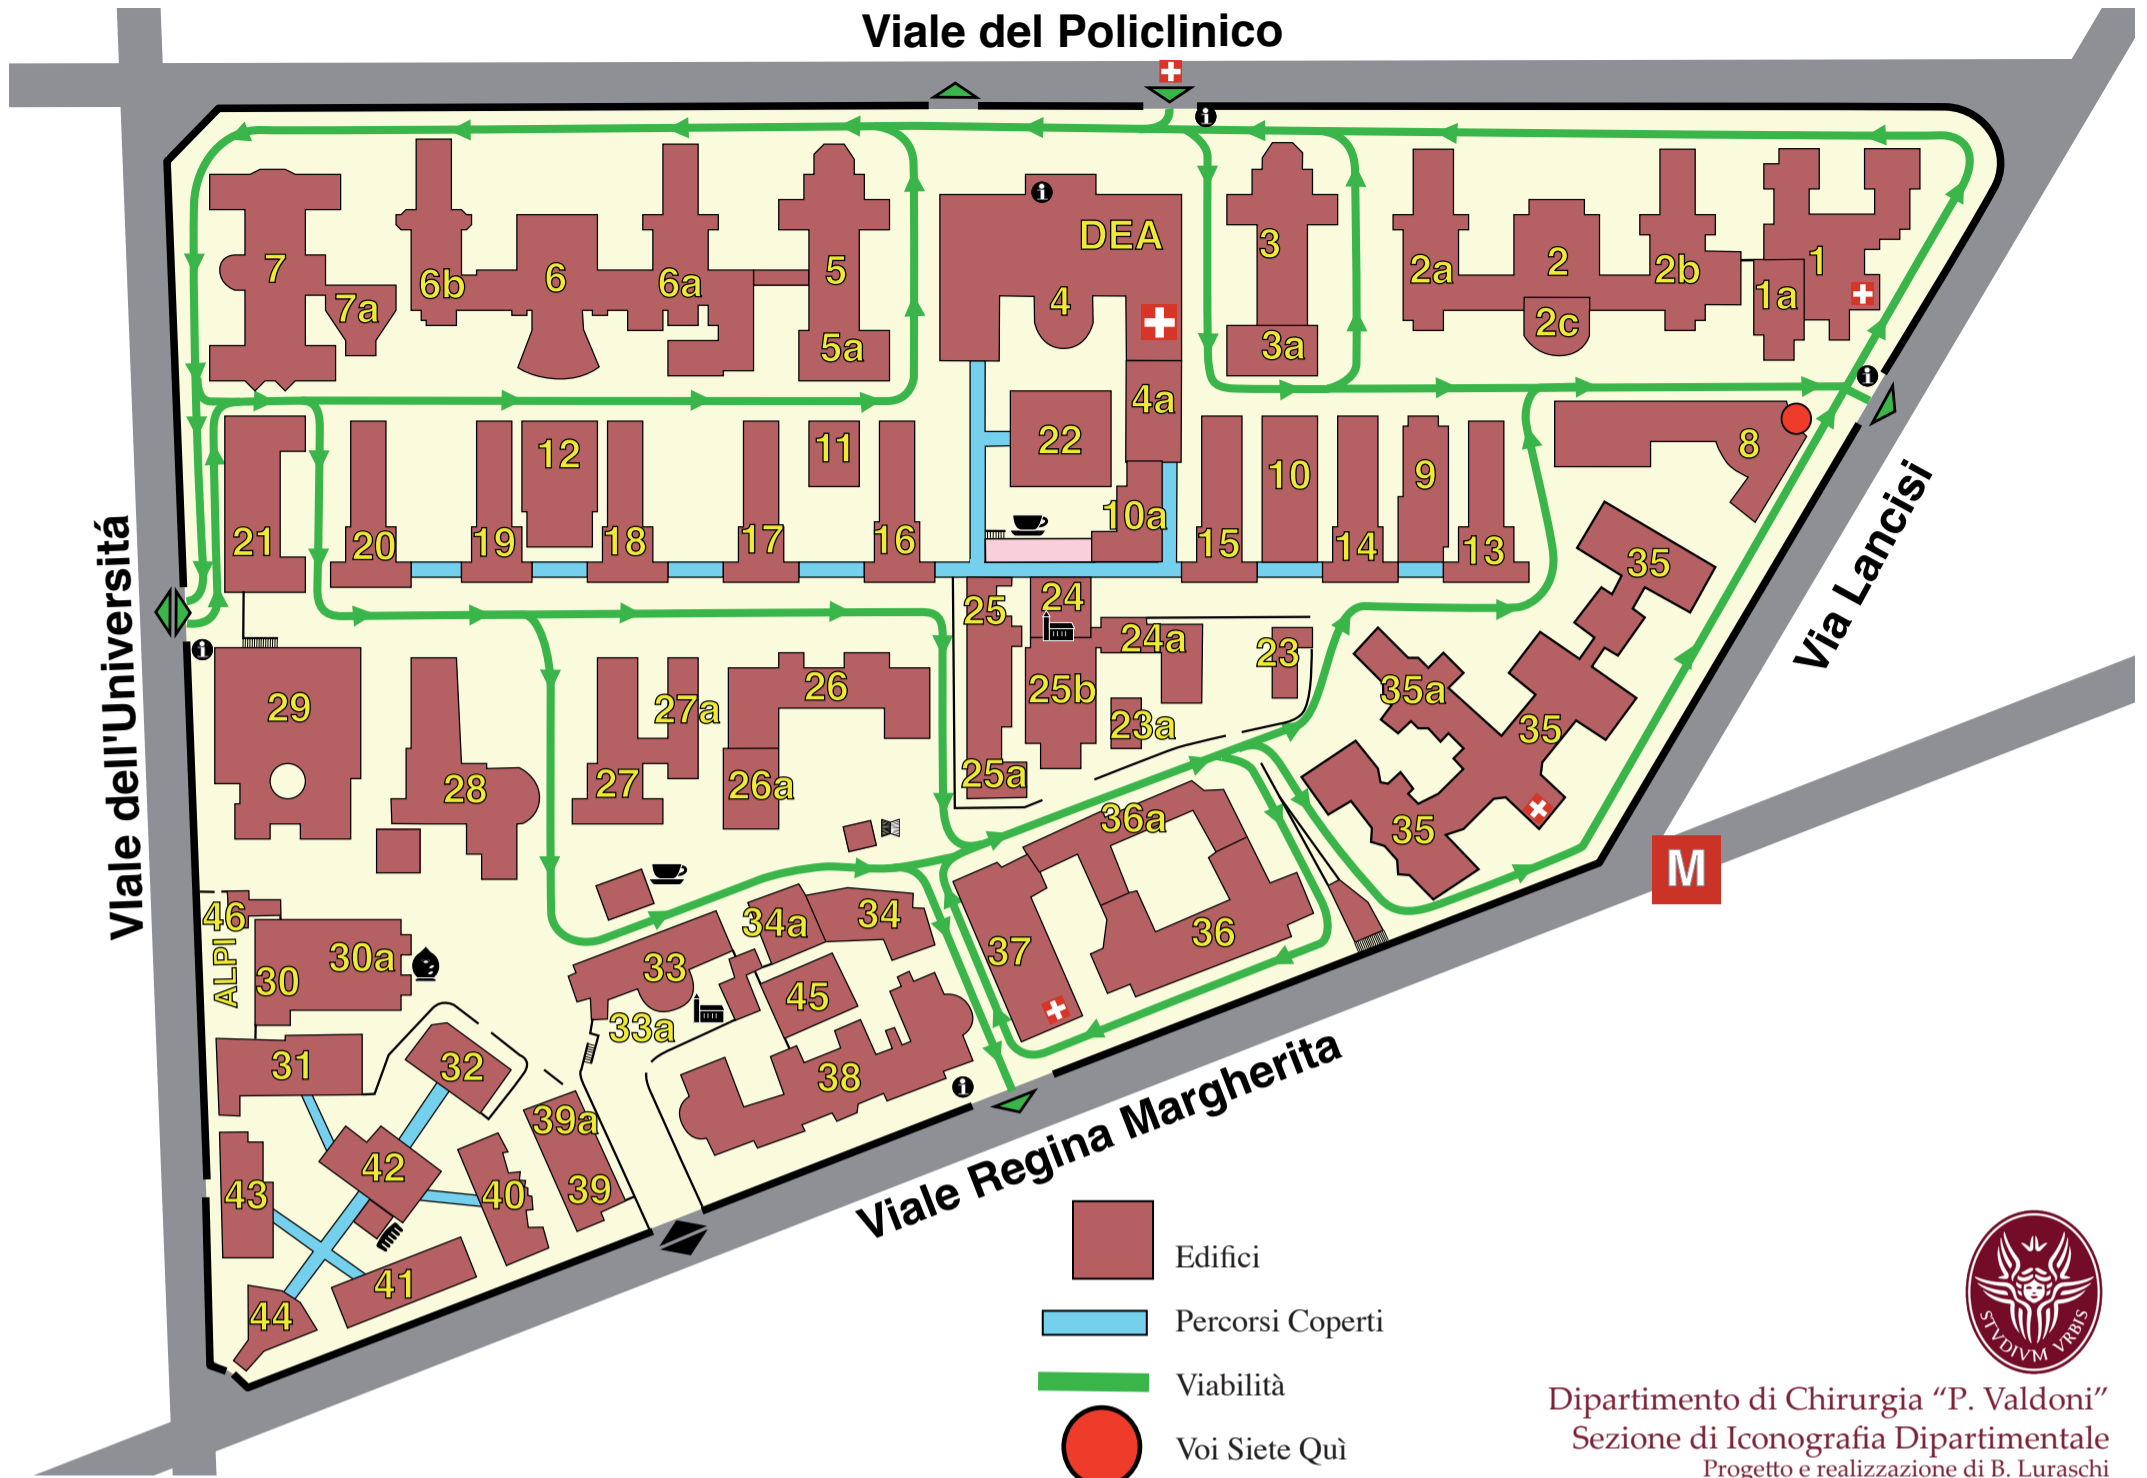 Viale del Policlinico
DEA
7
7a
6b
6
6a
5
5a
4
4a
3
3a
2a
2
2b
2c
1
1a
8
21
20
19
12
18
17
11
16
22
10a
15
10
14
9
13
35
35
35a
35
VIale dell'Universitá
Via Lancisi
29
28
27
27a
26
26a
25
24
24a
23
25b
23a
25a
36a
36
37
M
46
ALPI
30
30a
33
33a
34a
34
45
38
31
32
39a
39
42
43
40
41
44
Viale Regina Margherita
Edifici
Percorsi Coperti
Viabilità
Voi Siete Quì
STVDIVM VRBIS
Dipartimento di Chirurgia “P. Valdoni”
Sezione di Iconografia Dipartimentale
Progetto e realizzazione di B. Luraschi